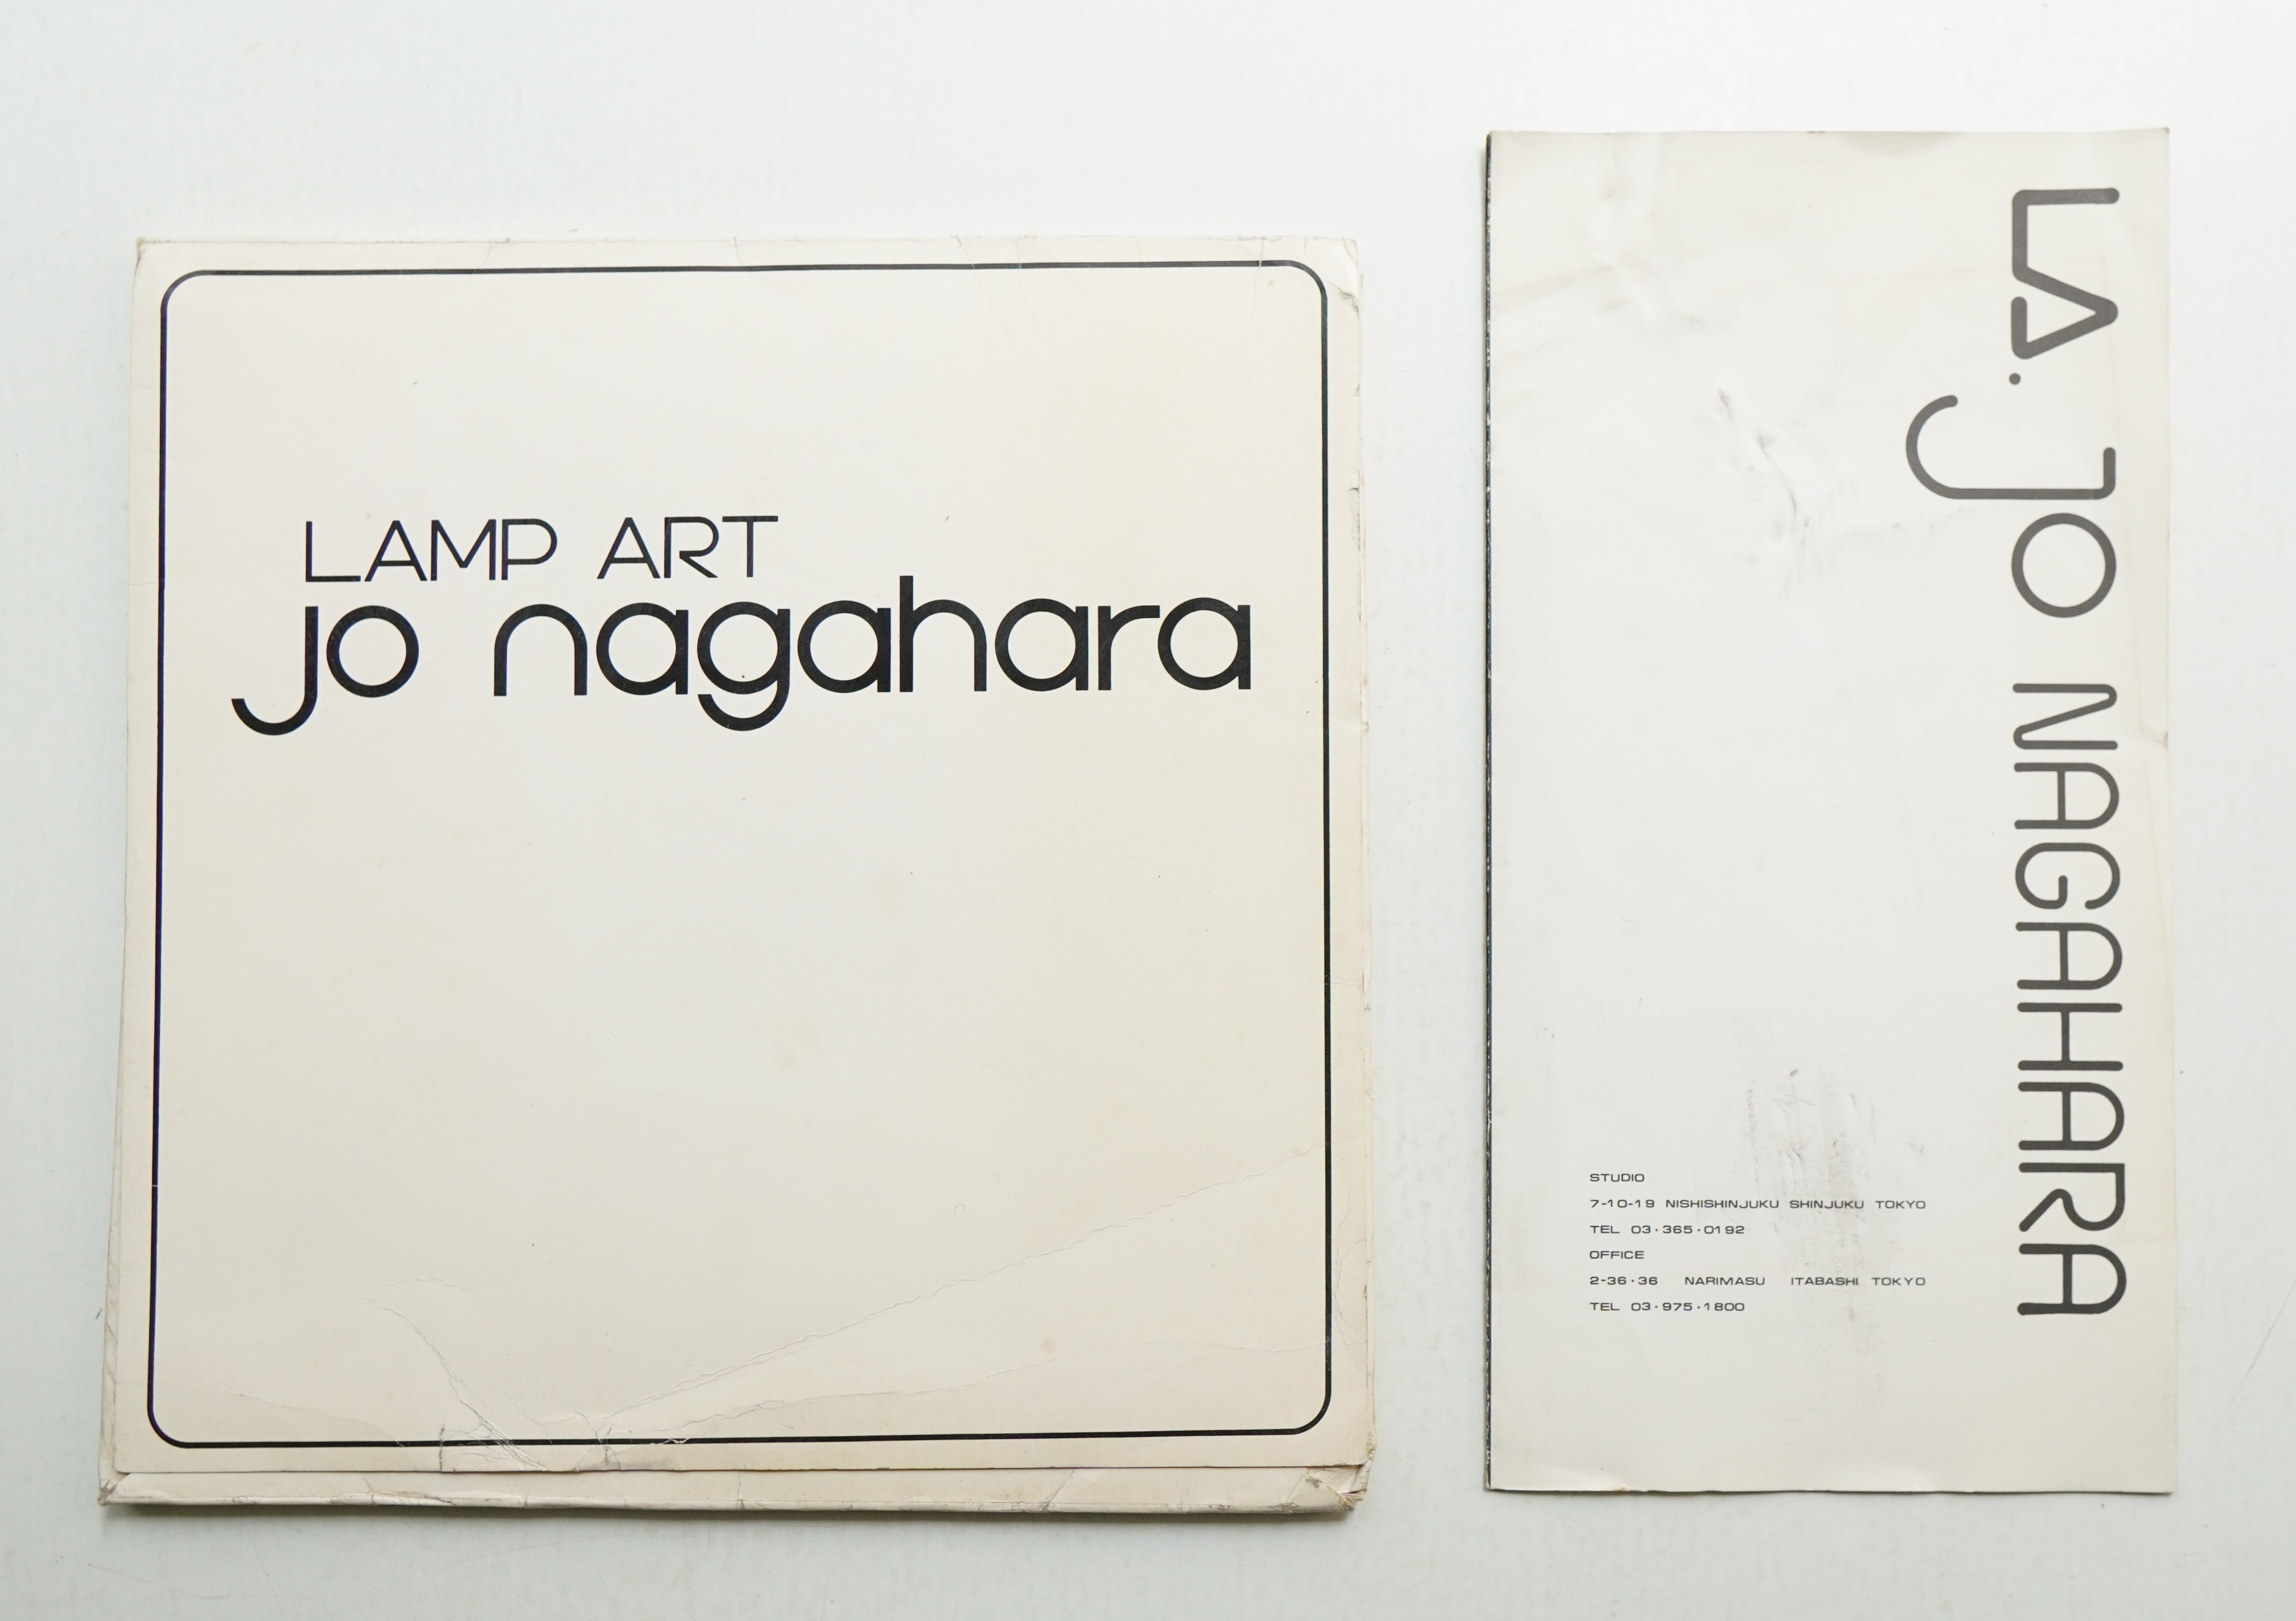 LAMP ART
jo nagahara
LA. JO NAGAHARA
STUDIO
7-10-19 NISHISHINJUKU SHINJUKU TOKYO
TEL 03·365·0192
OFFICE
2-36·36 NARIMASU ITABASHI TOKYO
TEL 03·975·1800